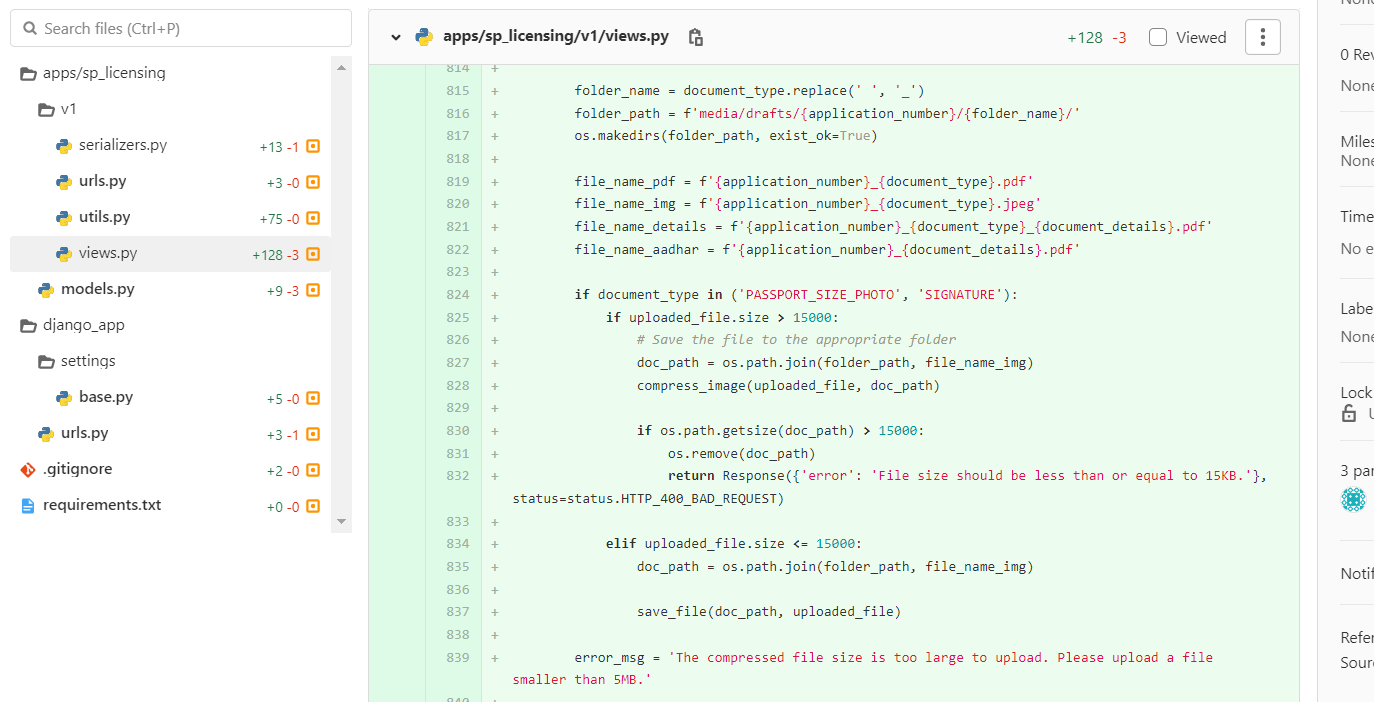 Search files (Ctrl+P)
apps/sp_licensing
v1
serializers.py +13 -1
urls.py +3 -0
utils.py +75 -0
views.py +128 -3
models.py +9 -3
django_app
settings
base.py +5 -0
urls.py +3 -1
.gitignore +2 -0
requirements.txt +0 -0
apps/sp_licensing/v1/views.py +128 -3 Viewed
814 +
815 + folder_name = document_type.replace(' ', '_')
816 + folder_path = f'media/drafts/{application_number}/{folder_name}/'
817 + os.makedirs(folder_path, exist_ok=True)
818 +
819 + file_name_pdf = f'{application_number}_{document_type}.pdf'
820 + file_name_img = f'{application_number}_{document_type}.jpeg'
821 + file_name_details = f'{application_number}_{document_type}_{document_details}.pdf'
822 + file_name_aadhar = f'{application_number}_{document_details}.pdf'
823 +
824 + if document_type in ('PASSPORT_SIZE_PHOTO', 'SIGNATURE'):
825 + if uploaded_file.size > 15000:
826 + # Save the file to the appropriate folder
827 + doc_path = os.path.join(folder_path, file_name_img)
828 + compress_image(uploaded_file, doc_path)
829 +
830 + if os.path.getsize(doc_path) > 15000:
831 + os.remove(doc_path)
832 + return Response({'error': 'File size should be less than or equal to 15KB.'},
status=status.HTTP_400_BAD_REQUEST)
833 +
834 + elif uploaded_file.size <= 15000:
835 + doc_path = os.path.join(folder_path, file_name_img)
836 +
837 + save_file(doc_path, uploaded_file)
838 +
839 + error_msg = 'The compressed file size is too large to upload. Please upload a file
smaller than 5MB.'
840 +
0 Rev
None
Miles
None
Time
No e
Labe
None
Lock
3 par
Notif
Refer
Sour